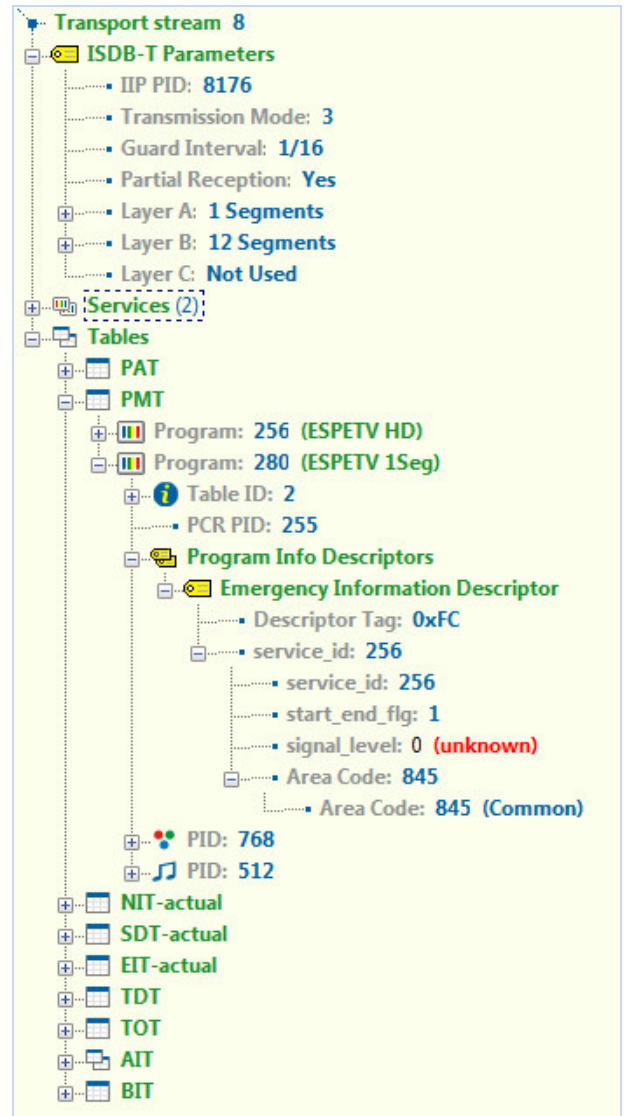 Transport stream 8
ISDB-T Parameters
IIP PID: 8176
Transmission Mode: 3
Guard Interval: 1/16
Partial Reception: Yes
Layer A: 1 Segments
Layer B: 12 Segments
Layer C: Not Used
Services (2)
Tables
PAT
PMT
Program: 256 (ESPETV HD)
Program: 280 (ESPETV 1Seg)
Table ID: 2
PCR PID: 255
Program Info Descriptors
Emergency Information Descriptor
Descriptor Tag: 0xFC
service_id: 256
service_id: 256
start_end_flg: 1
signal_level: 0 (unknown)
Area Code: 845
Area Code: 845 (Common)
PID: 768
PID: 512
NIT-actual
SDT-actual
EIT-actual
TDT
TOT
AIT
BIT